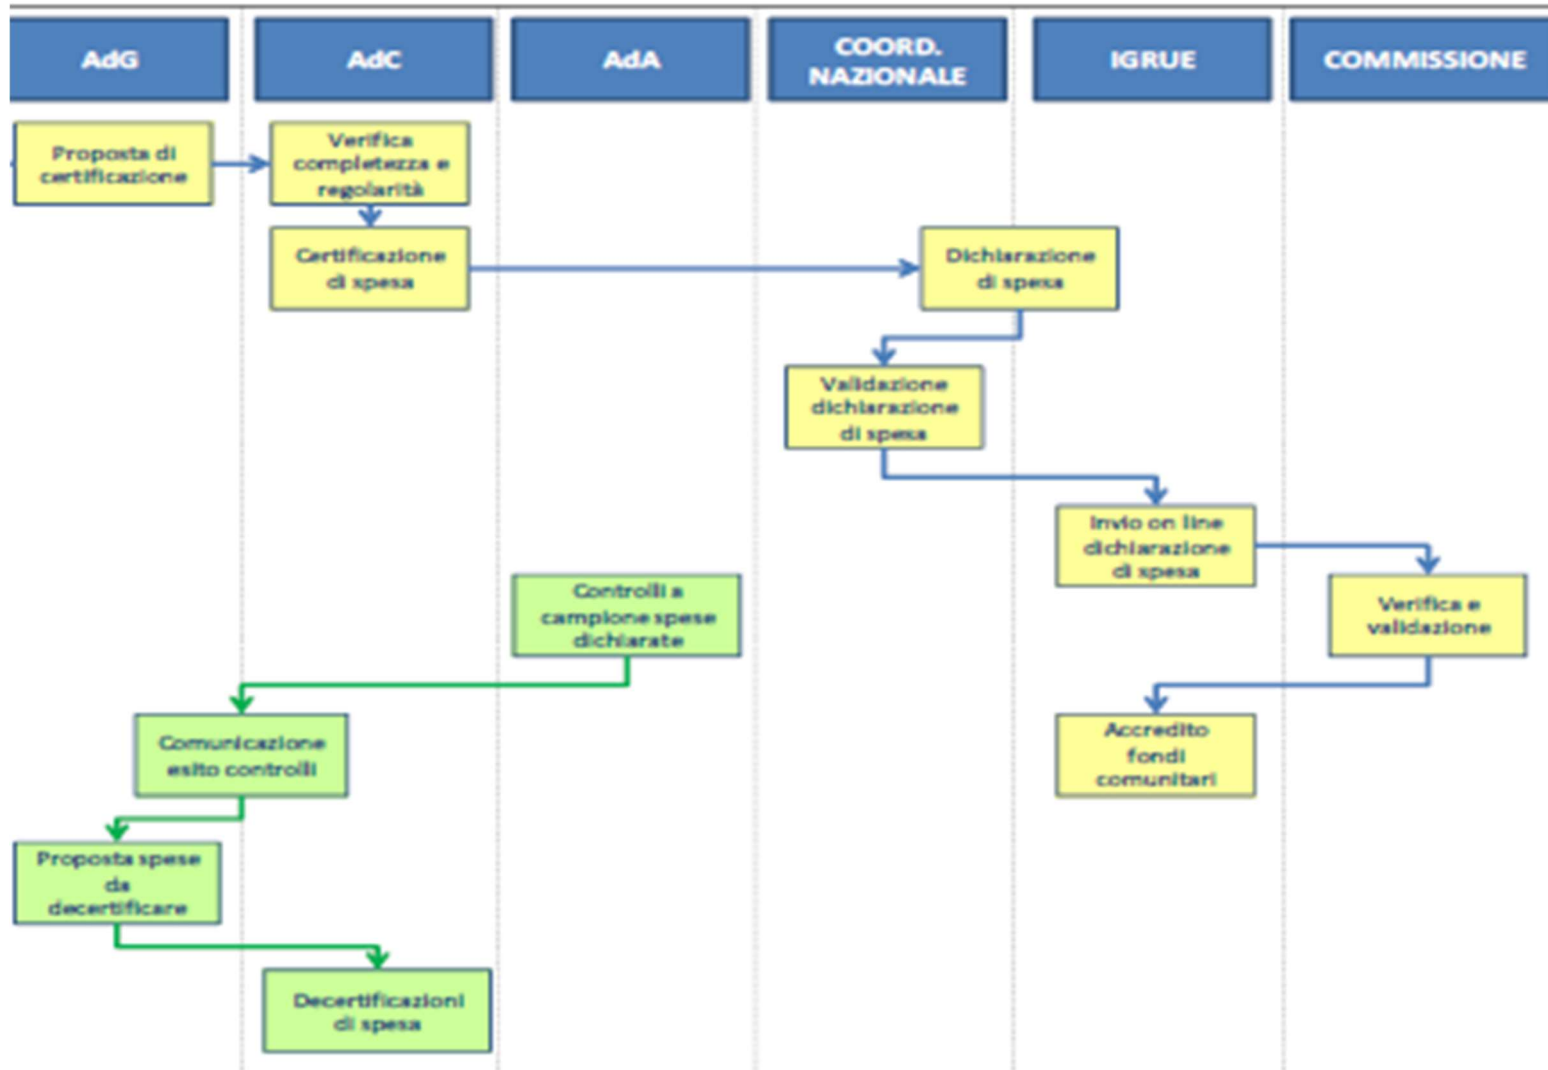 AdG
AdC
AdA
COORD.
NAZIONALE
IGRUE
COMMISSIONE
Proposta di
certificazione
Verifica
completezza e
regolarità
Certificazione
di spesa
Dichiarazione
di spesa
Validazione
dichiarazione
di spesa
Invio on line
dichiarazione
di spesa
Controlli a
campione spese
dichiarate
Verifica e
validazione
Comunicazione
esito controlli
Accredito
fondi
comunitari
Proposta spese
da
decertificare
Decertificazioni
di spesa